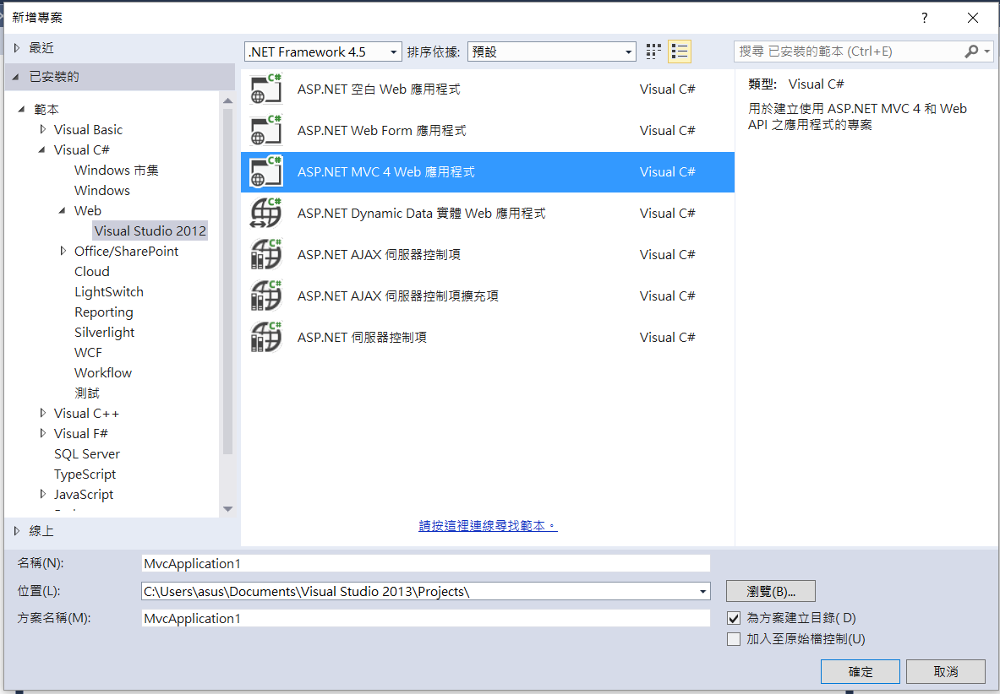 新增專案
?
最近
已安裝的
範本
Visual Basic
Visual C#
Windows 市集
Windows
Web
Visual Studio 2012
Office/SharePoint
Cloud
LightSwitch
Reporting
Silverlight
WCF
Workflow
測試
Visual C++
Visual F#
SQL Server
TypeScript
JavaScript
線上
.NET Framework 4.5 排序依據: 預設
搜尋 已安裝的範本 (Ctrl+E)
C# ASP.NET 空白 Web 應用程式 Visual C#
C# ASP.NET Web Form 應用程式 Visual C#
C# ASP.NET MVC 4 Web 應用程式 Visual C#
C# ASP.NET Dynamic Data 實體 Web 應用程式 Visual C#
C# ASP.NET AJAX 伺服器控制項 Visual C#
C# ASP.NET AJAX 伺服器控制項擴充項 Visual C#
C# ASP.NET 伺服器控制項 Visual C#
請按這裡連線尋找範本。
類型: Visual C#
用於建立使用 ASP.NET MVC 4 和 Web
API 之應用程式的專案
名稱(N): MvcApplication1
位置(L): C:\Users\asus\Documents\Visual Studio 2013\Projects\ 瀏覽(B)...
方案名稱(M): MvcApplication1
為方案建立目錄( D)
加入至原始檔控制(U)
確定 取消